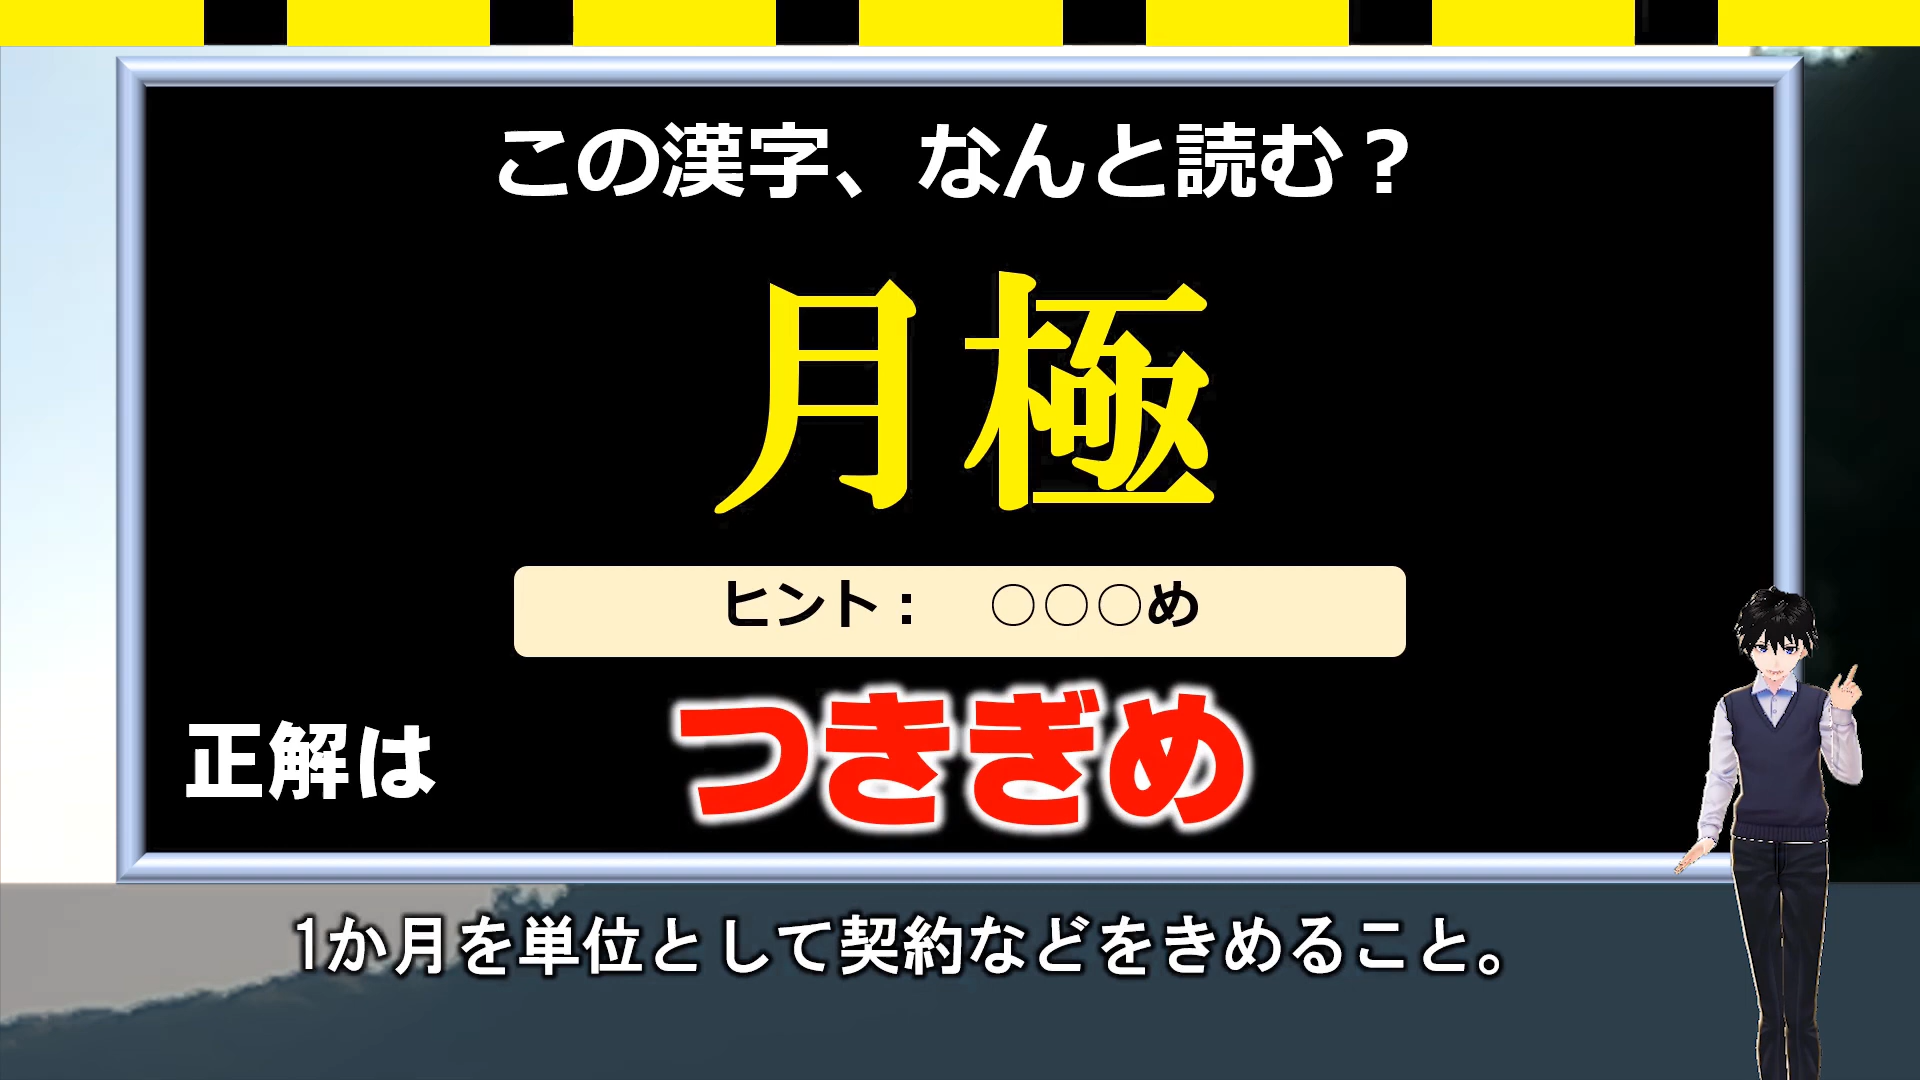 この漢字、なんと読む？
月極
ヒント：　○○○め
正解は　つきぎめ
1か月を単位として契約などをきめること。